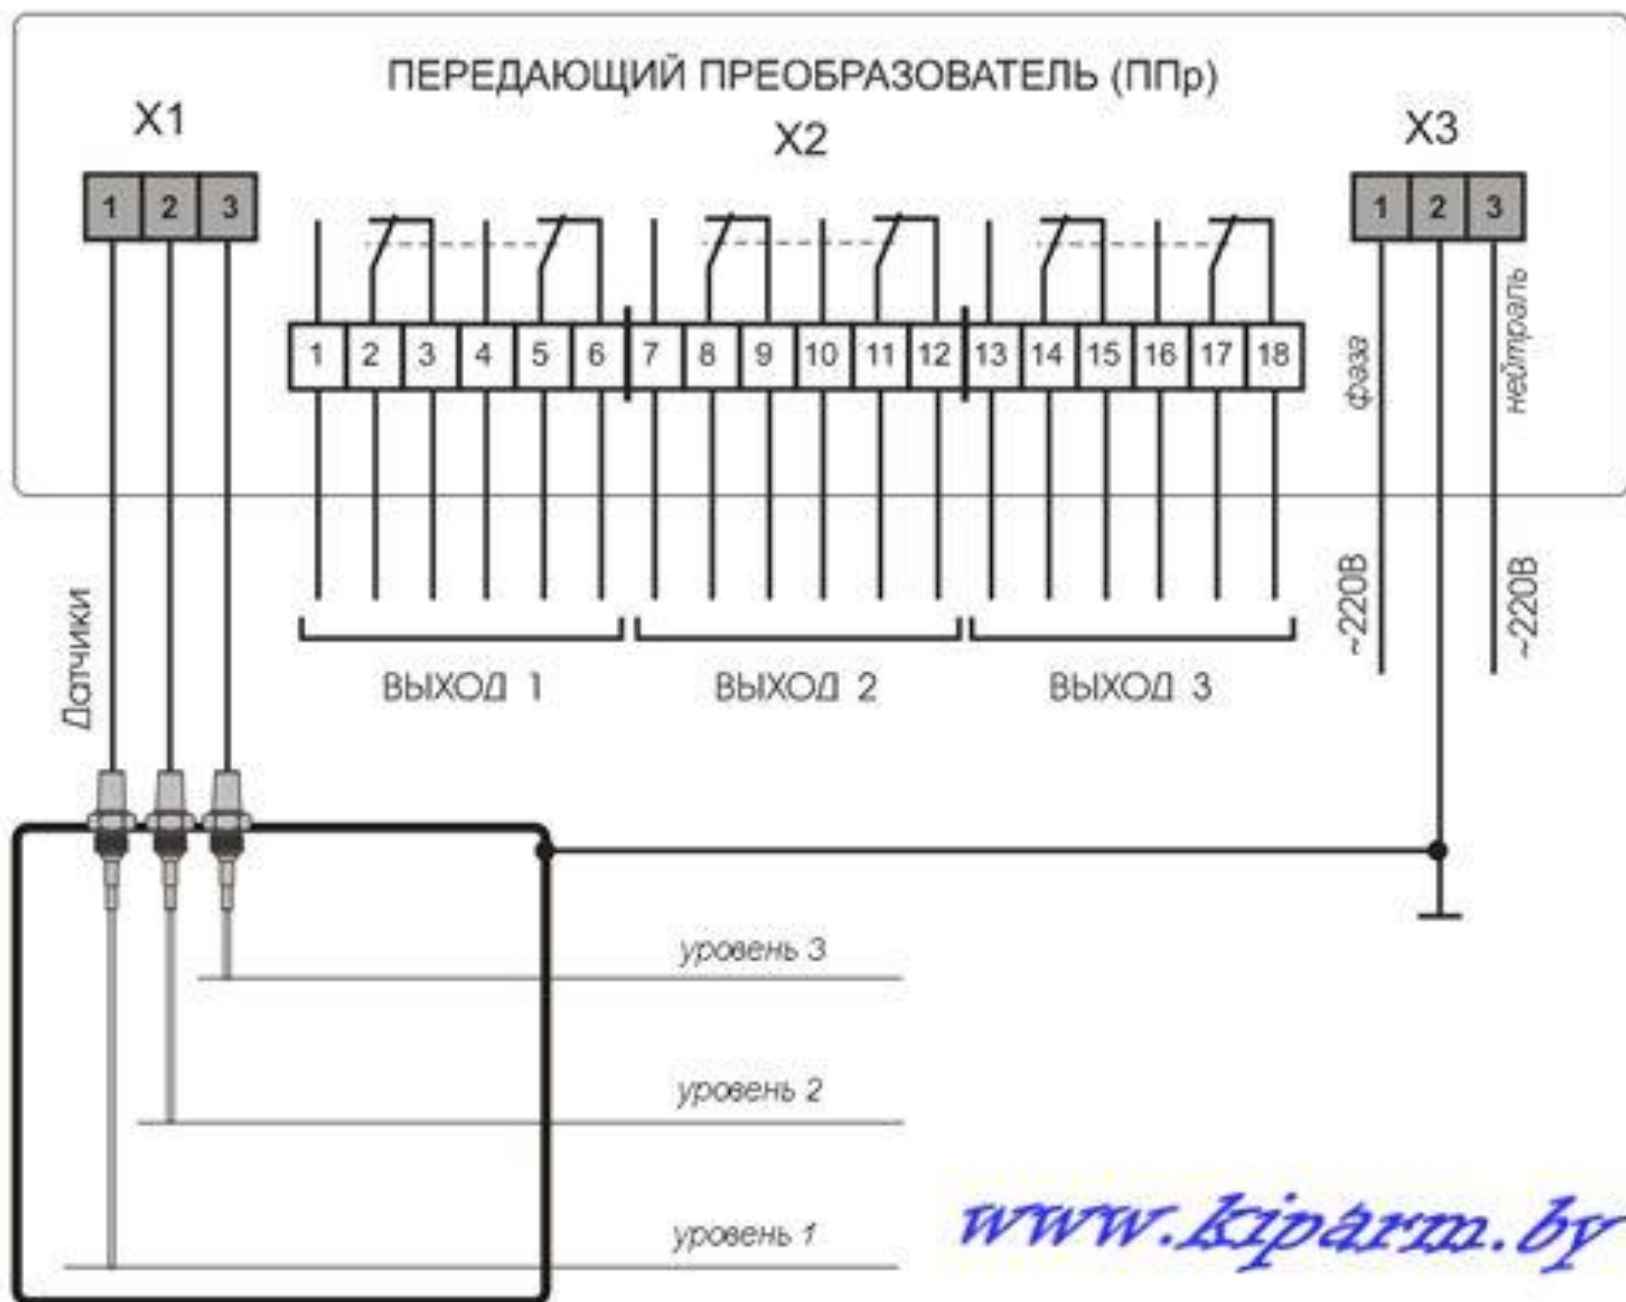 ПЕРЕДАЮЩИЙ ПРЕОБРАЗОВАТЕЛЬ (ППр)
X1
X2
X3
1 2 3
1 2 3
1 2 3 4 5 6 7 8 9 10 11 12 13 14 15 16 17 18
фаза
нейтраль
Датчики
~220В
~220В
ВЫХОД 1
ВЫХОД 2
ВЫХОД 3
уровень 3
уровень 2
уровень 1
www.kiparm.by